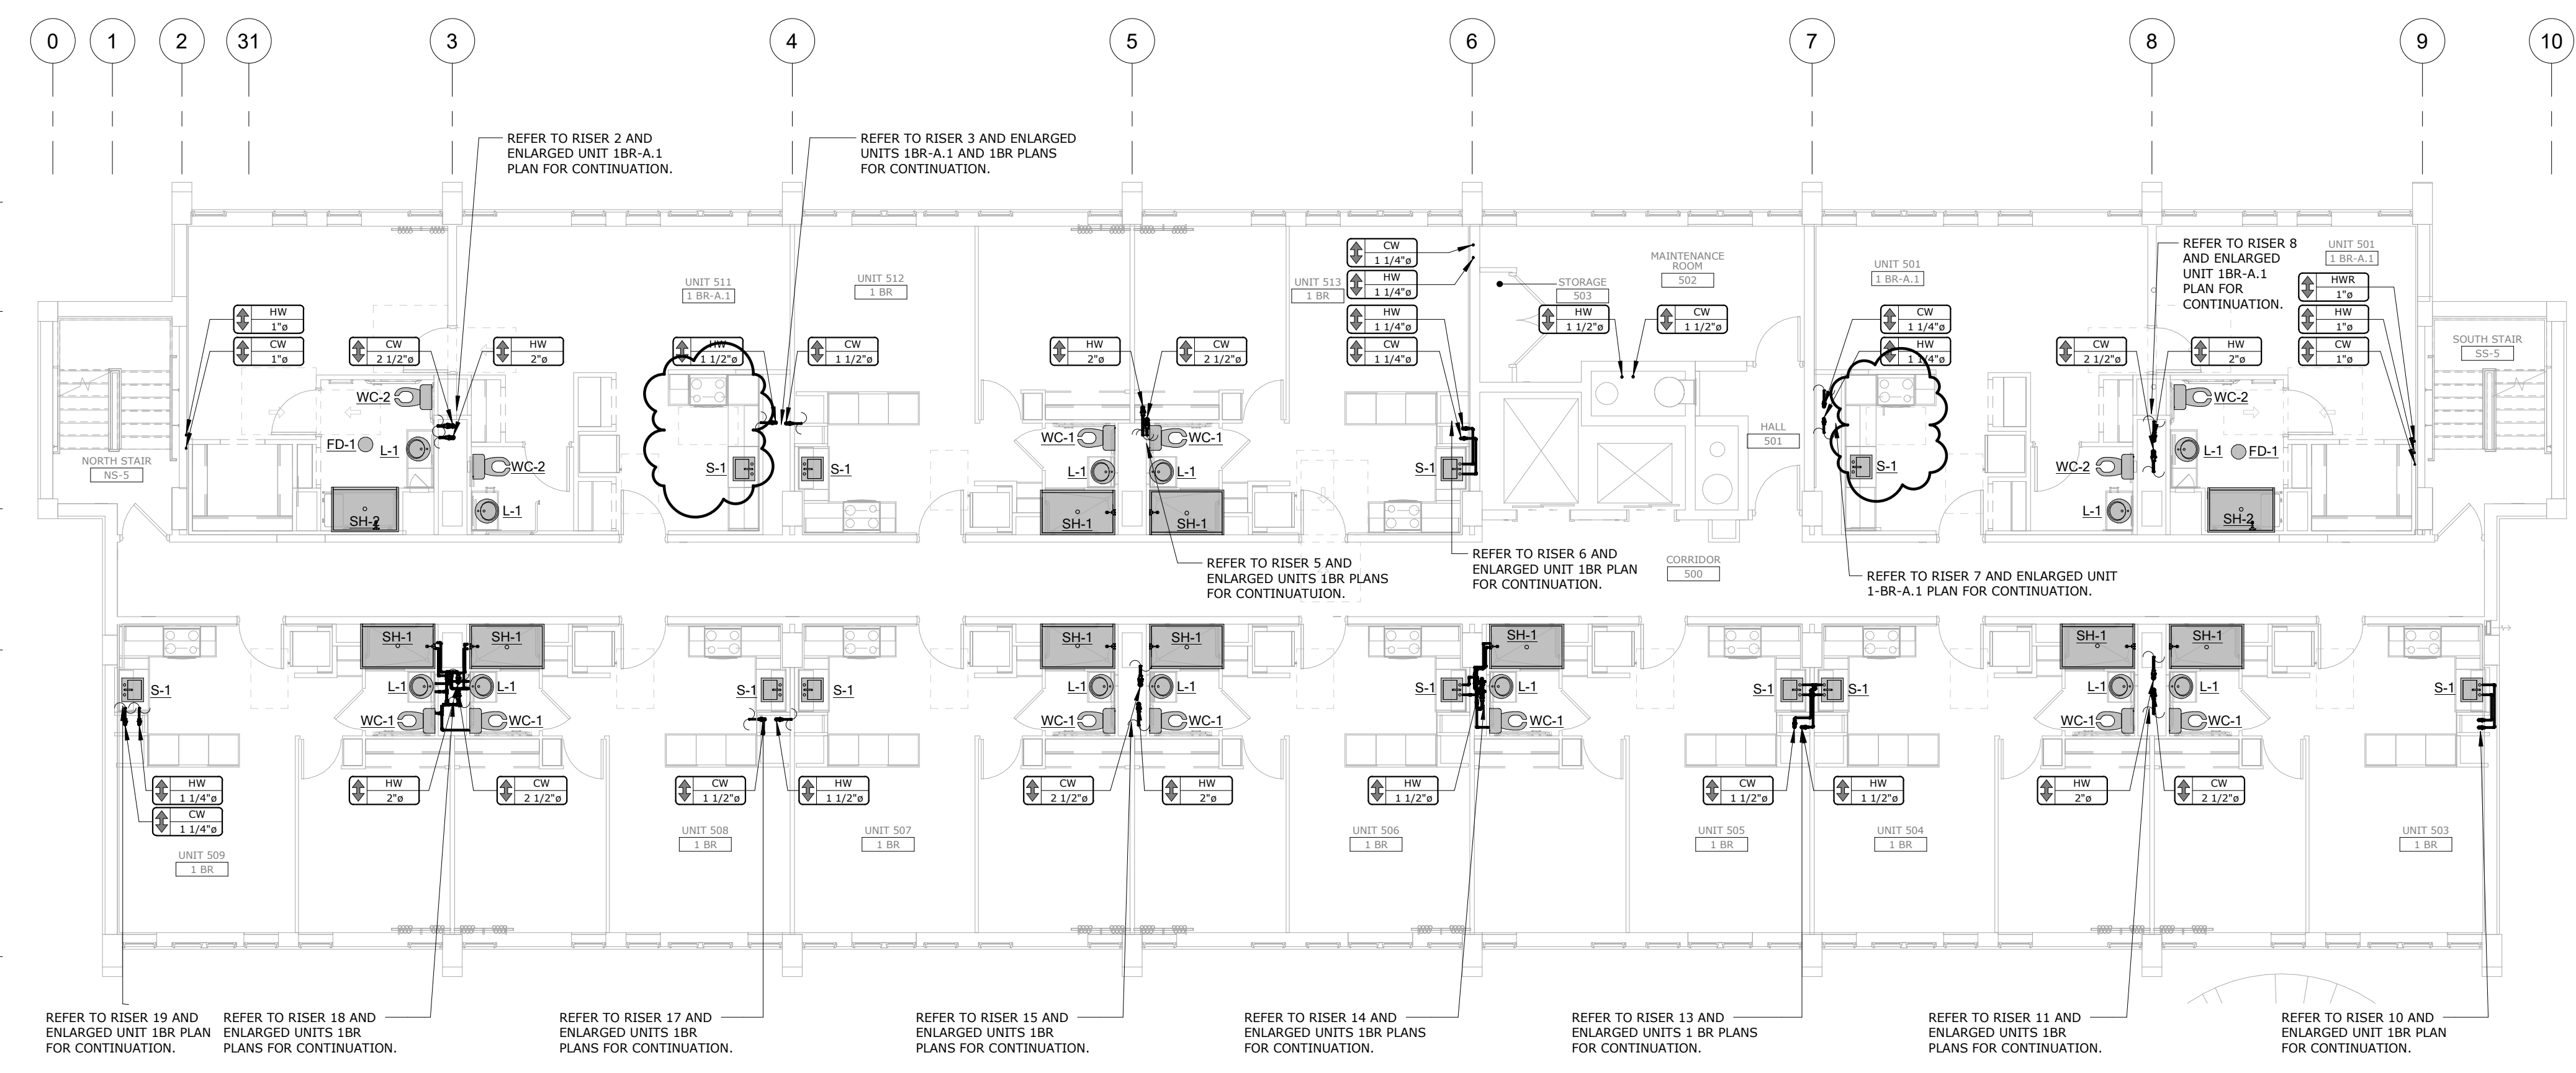 0
1
2
31
3
4
5
6
7
8
9
10
REFER TO RISER 2 AND
ENLARGED UNIT 1BR-A.1
PLAN FOR CONTINUATION.
REFER TO RISER 3 AND ENLARGED
UNITS 1BR-A.1 AND 1BR PLANS
FOR CONTINUATION.
UNIT 511
1 BR-A.1
UNIT 512
1 BR
UNIT 513
1 BR
CW
1 1/4"ø
HW
1 1/4"ø
HW
1 1/4"ø
CW
1 1/4"ø
STORAGE
503
MAINTENANCE
ROOM
502
UNIT 501
1 BR-A.1
REFER TO RISER 8
AND ENLARGED
UNIT 1BR-A.1
PLAN FOR
CONTINUATION.
UNIT 501
1 BR-A.1
HWR
1"ø
HW
1"ø
CW
1"ø
HW
1"ø
CW
1"ø
CW
2 1/2"ø
HW
2"ø
HW
1 1/2"ø
CW
1 1/2"ø
HW
2"ø
CW
2 1/2"ø
HW
1 1/2"ø
CW
1 1/2"ø
CW
1 1/4"ø
HW
1 1/4"ø
CW
2 1/2"ø
HW
2"ø
SOUTH STAIR
SS-5
NORTH STAIR
NS-5
WC-2
FD-1
L-1
WC-2
SH-2
L-1
S-1
S-1
WC-1
WC-1
L-1
L-1
SH-1
SH-1
S-1
HALL
501
S-1
WC-2
WC-2
L-1
FD-1
L-1
SH-2
REFER TO RISER 5 AND
ENLARGED UNITS 1BR PLANS
FOR CONTINUATUION.
REFER TO RISER 6 AND
ENLARGED UNIT 1BR PLAN
FOR CONTINUATION.
CORRIDOR
500
REFER TO RISER 7 AND ENLARGED UNIT
1-BR-A.1 PLAN FOR CONTINUATION.
SH-1
SH-1
SH-1
SH-1
SH-1
SH-1
SH-1
S-1
L-1
L-1
S-1
S-1
L-1
L-1
S-1
L-1
S-1
S-1
L-1
L-1
S-1
WC-1
WC-1
WC-1
WC-1
WC-1
WC-1
WC-1
HW
1 1/4"ø
CW
1 1/4"ø
HW
2"ø
CW
2 1/2"ø
CW
1 1/2"ø
HW
1 1/2"ø
CW
2 1/2"ø
HW
2"ø
HW
1 1/2"ø
CW
1 1/2"ø
HW
1 1/2"ø
HW
2"ø
CW
2 1/2"ø
UNIT 509
1 BR
UNIT 508
1 BR
UNIT 507
1 BR
UNIT 506
1 BR
UNIT 505
1 BR
UNIT 504
1 BR
UNIT 503
1 BR
REFER TO RISER 19 AND
ENLARGED UNIT 1BR PLAN
FOR CONTINUATION.
REFER TO RISER 18 AND
ENLARGED UNITS 1BR
PLANS FOR CONTINUATION.
REFER TO RISER 17 AND
ENLARGED UNITS 1BR
PLANS FOR CONTINUATION.
REFER TO RISER 15 AND
ENLARGED UNITS 1BR
PLANS FOR CONTINUATION.
REFER TO RISER 14 AND
ENLARGED UNITS 1BR PLANS
FOR CONTINUATION.
REFER TO RISER 13 AND
ENLARGED UNITS 1 BR PLANS
FOR CONTINUATION.
REFER TO RISER 11 AND
ENLARGED UNITS 1BR
PLANS FOR CONTINUATION.
REFER TO RISER 10 AND
ENLARGED UNIT 1BR PLAN
FOR CONTINUATION.